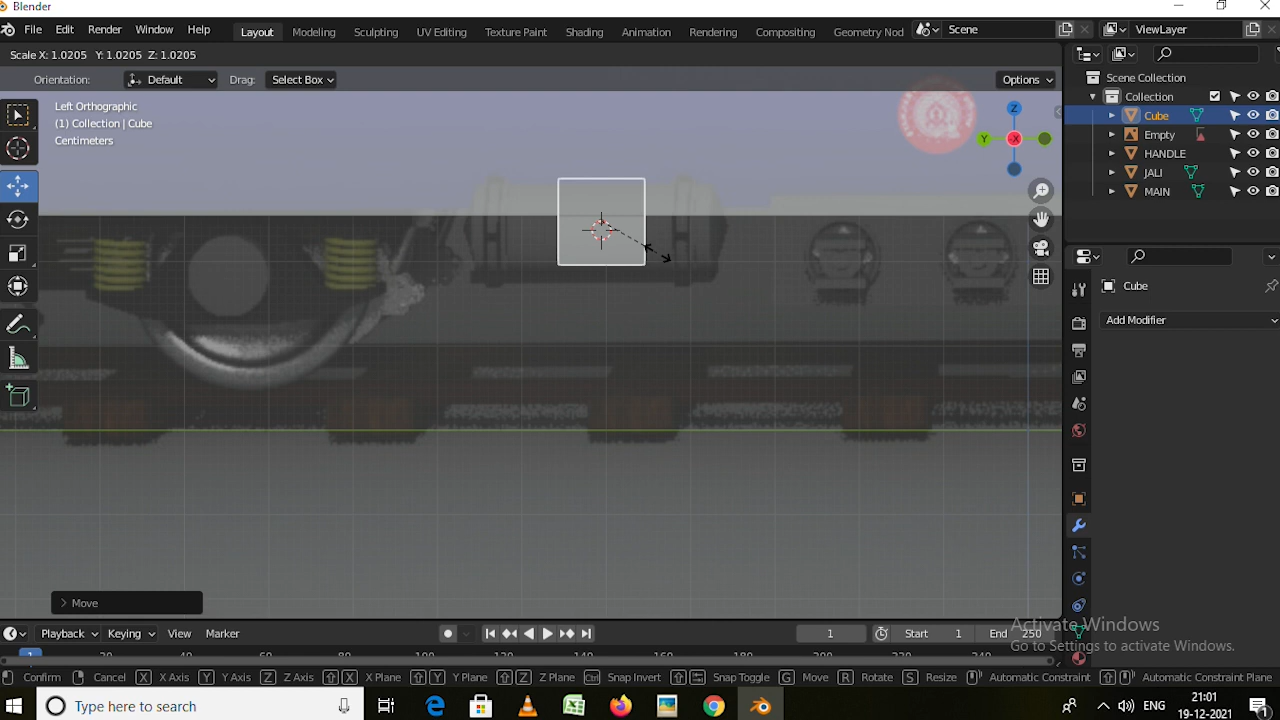 Blender
File Edit Render Window Help Layout Modeling Sculpting UV Editing Texture Paint Shading Animation Rendering Compositing Geometry Nod Scene ViewLayer
Scale X: 1.0205 Y: 1.0205 Z: 1.0205
Orientation: Default Drag: Select Box Options
Left Orthographic
(1) Collection | Cube
Centimeters
Z
Y X
Scene Collection
Collection
Cube
Empty
HANDLE
JALI
MAIN
Cube
Add Modifier
Move
Activate Windows
Go to Settings to activate Windows.
Playback Keying View Marker 1 Start 1 End 250
1
Confirm Cancel X X Axis Y Y Axis Z Z Axis X X Plane Y Y Plane Z Z Plane Ctrl Snap Invert Snap Toggle G Move R Rotate S Resize Automatic Constraint Automatic Constraint Plane
Type here to search
ENG
21:01
19-12-2021
1